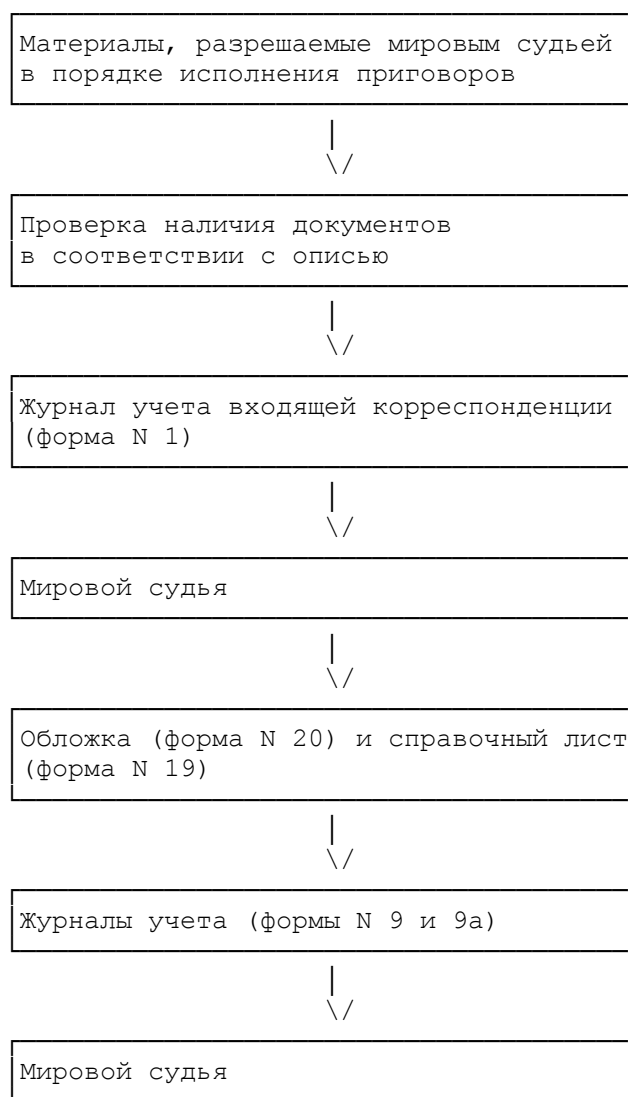 Материалы, разрешаемые мировым судьей
в порядке исполнения приговоров
Проверка наличия документов
в соответствии с описью
Журнал учета входящей корреспонденции
(форма N 1)
Мировой судья
Обложка (форма N 20) и справочный лист
(форма N 19)
Журналы учета (формы N 9 и 9а)
Мировой судья